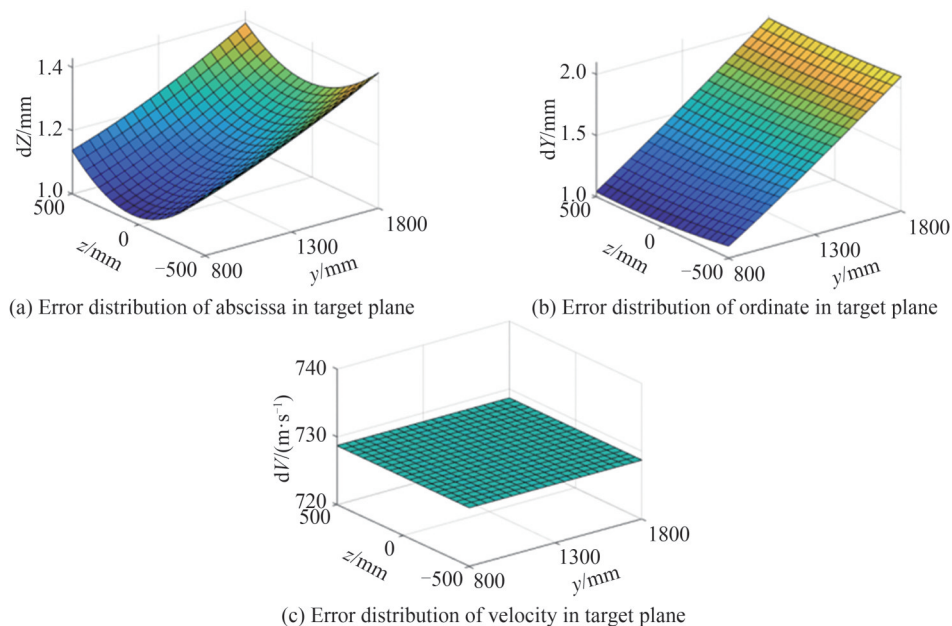 1.4
1.2
1.0
dZ/mm
500
0
−500
z/mm
800
1300
1800
y/mm
(a) Error distribution of abscissa in target plane
2.0
1.5
1.0
dY/mm
500
0
−500
z/mm
800
1300
1800
y/mm
(b) Error distribution of ordinate in target plane
740
730
720
dV/(m·s⁻¹)
500
0
−500
z/mm
800
1300
1800
y/mm
(c) Error distribution of velocity in target plane